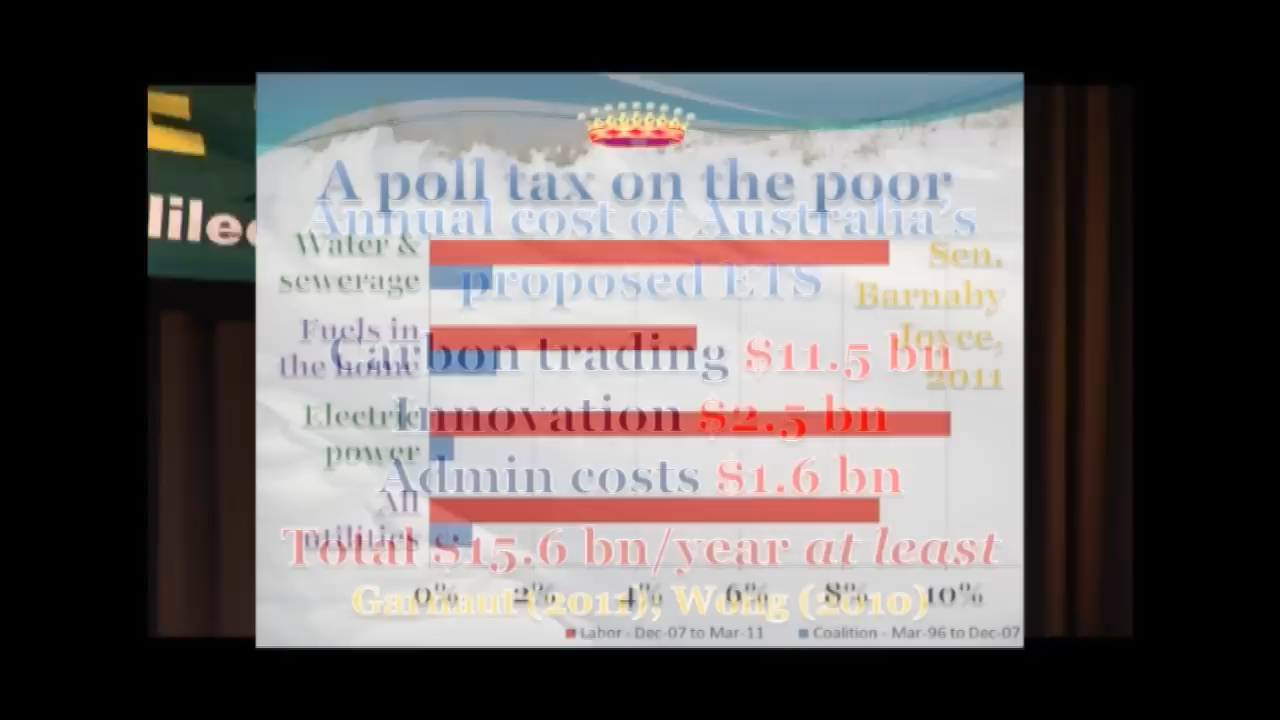 lile
A poll tax on the poor
Annual cost of Australia's
proposed ETS
Water &
sewerage
Sen.
Barnaby
Joyce,
2011
Fuels in
the home
Carbon trading $11.5 bn
Electric
power
Innovation $2.5 bn
Admin costs $1.6 bn
All
utilities
Total $15.6 bn/year at least
0% 2% 4% 6% 8% 10%
Garnaut (2011), Wong (2010)
Labor - Dec-07 to Mar-11 Coalition - Mar-96 to Dec-07